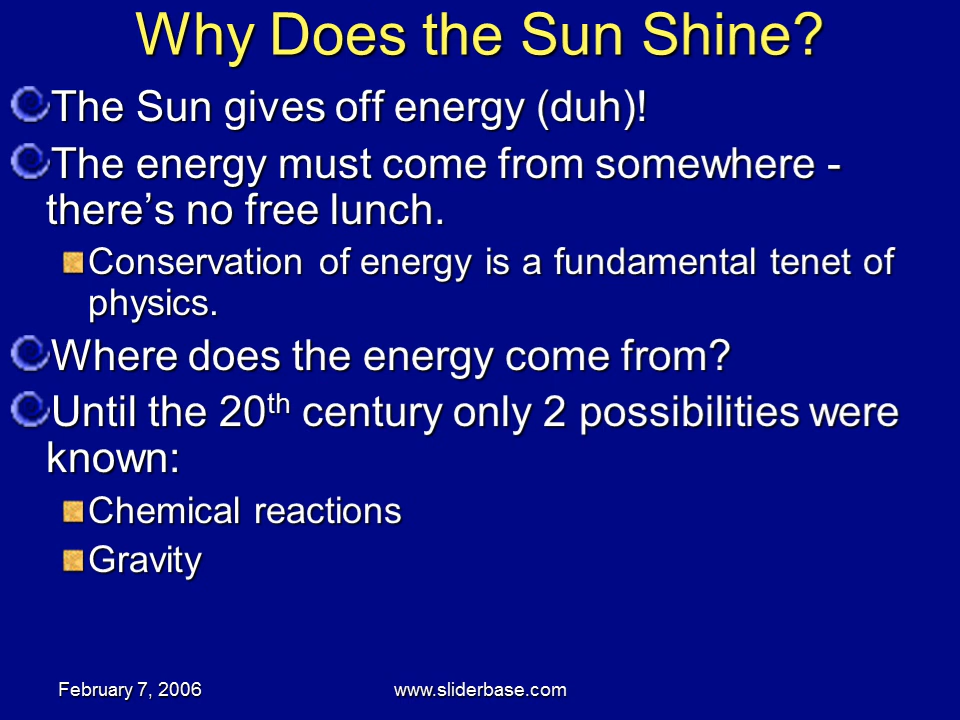 Why Does the Sun Shine?
The Sun gives off energy (duh)!
The energy must come from somewhere -
there’s no free lunch.
Conservation of energy is a fundamental tenet of
physics.
Where does the energy come from?
Until the 20th century only 2 possibilities were
known:
Chemical reactions
Gravity
February 7, 2006
www.sliderbase.com